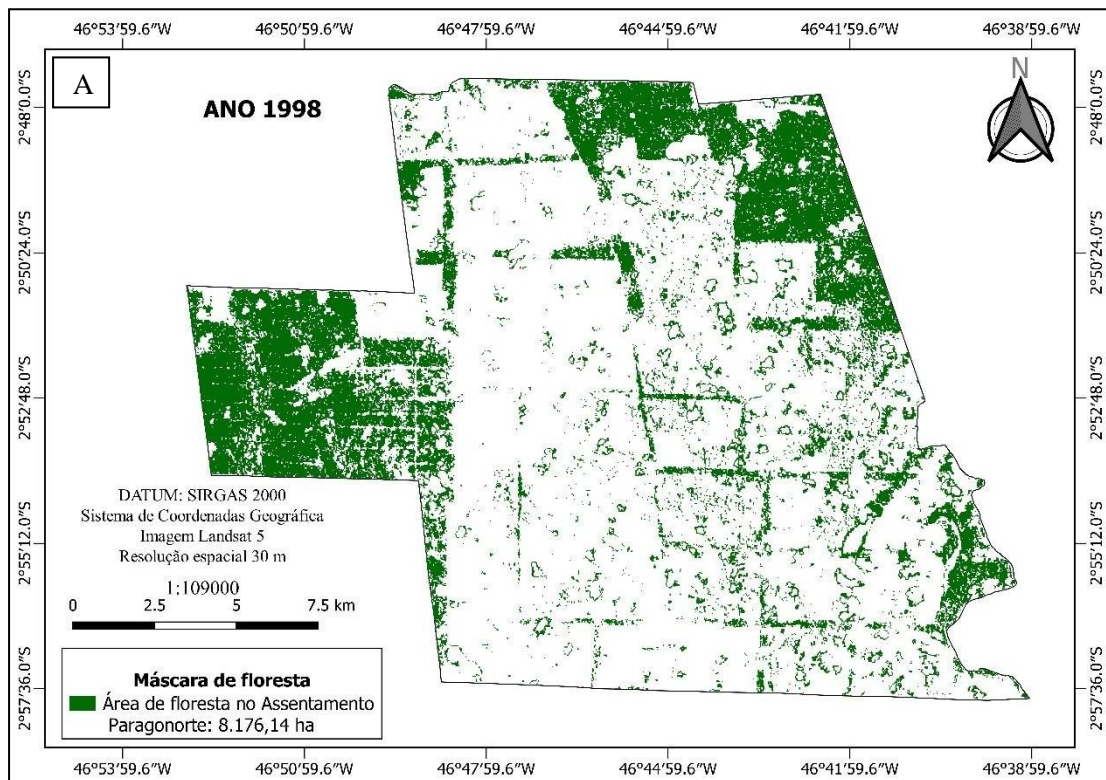 46°53'59.6"W 46°50'59.6"W 46°47'59.6"W 46°44'59.6"W 46°41'59.6"W 46°38'59.6"W
A
N
ANO 1998
2°48'0.0"S 2°48'0.0"S
2°50'24.0"S 2°50'24.0"S
2°52'48.0"S 2°52'48.0"S
2°55'12.0"S 2°55'12.0"S
2°57'36.0"S 2°57'36.0"S
DATUM: SIRGAS 2000
Sistema de Coordenadas Geográfica
Imagem Landsat 5
Resolução espacial 30 m
1:109000
0 2.5 5 7.5 km
Máscara de floresta
Área de floresta no Assentamento
Paragonorte: 8.176,14 ha
46°53'59.6"W 46°50'59.6"W 46°47'59.6"W 46°44'59.6"W 46°41'59.6"W 46°38'59.6"W